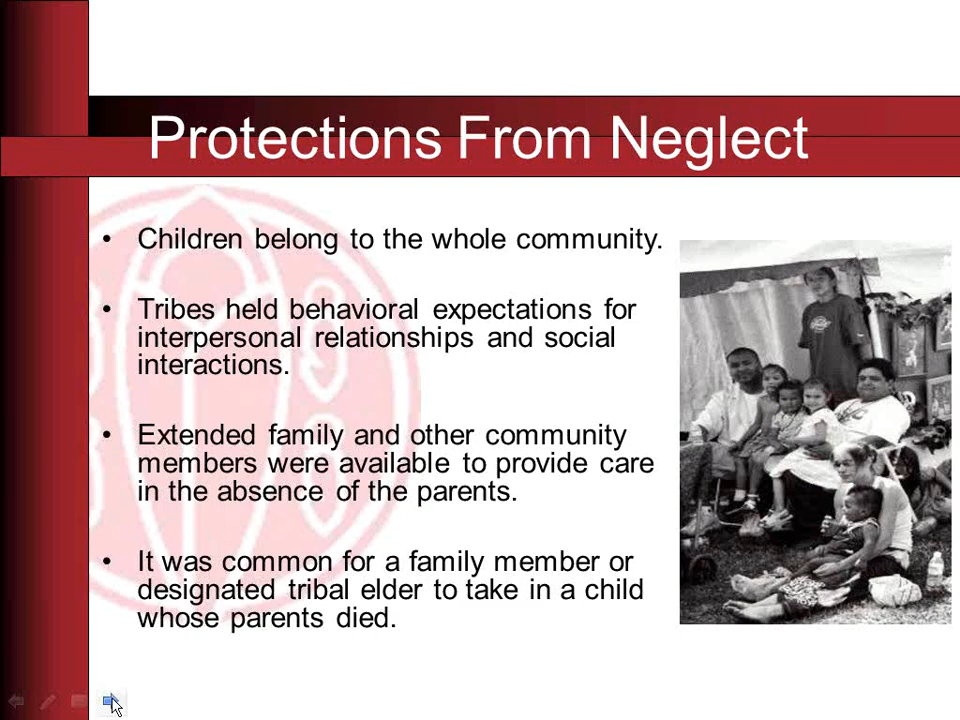 Protections From Neglect
• Children belong to the whole community.
• Tribes held behavioral expectations for
interpersonal relationships and social
interactions.
• Extended family and other community
members were available to provide care
in the absence of the parents.
• It was common for a family member or
designated tribal elder to take in a child
whose parents died.